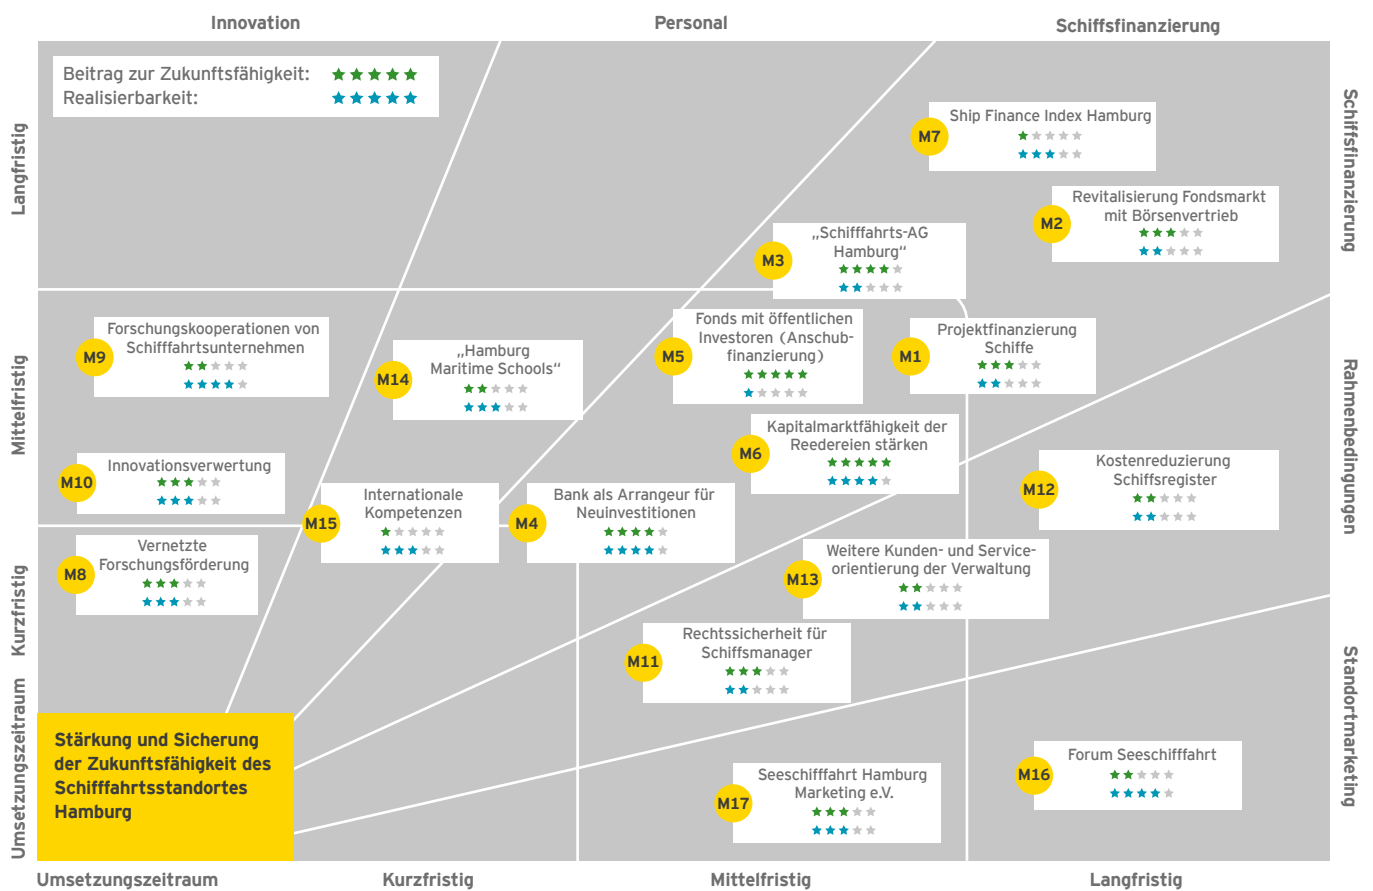 Innovation
Personal
Schiffsfinanzierung
Beitrag zur Zukunftsfähigkeit:
Realisierbarkeit:
Langfristig
Mittelfristig
Kurzfristig
Umsetzungszeitraum
Schiffsfinanzierung
Rahmenbedingungen
Standortmarketing
M7
Ship Finance Index Hamburg
M2
Revitalisierung Fondsmarkt
mit Börsenvertrieb
M3
„Schifffahrts-AG
Hamburg“
M9
Forschungskooperationen von
Schifffahrtsunternehmen
M14
„Hamburg
Maritime Schools“
M5
Fonds mit öffentlichen
Investoren (Anschub-
finanzierung)
M1
Projektfinanzierung
Schiffe
M6
Kapitalmarktfähigkeit der
Reedereien stärken
M10
Innovationsverwertung
M12
Kostenreduzierung
Schiffsregister
M15
Internationale
Kompetenzen
M4
Bank als Arrangeur für
Neuinvestitionen
M8
Vernetzte
Forschungsförderung
M13
Weitere Kunden- und Service-
orientierung der Verwaltung
M11
Rechtssicherheit für
Schiffsmanager
M16
Forum Seeschifffahrt
M17
Seeschifffahrt Hamburg
Marketing e.V.
Stärkung und Sicherung
der Zukunftsfähigkeit des
Schifffahrtsstandortes
Hamburg
Umsetzungszeitraum
Kurzfristig
Mittelfristig
Langfristig